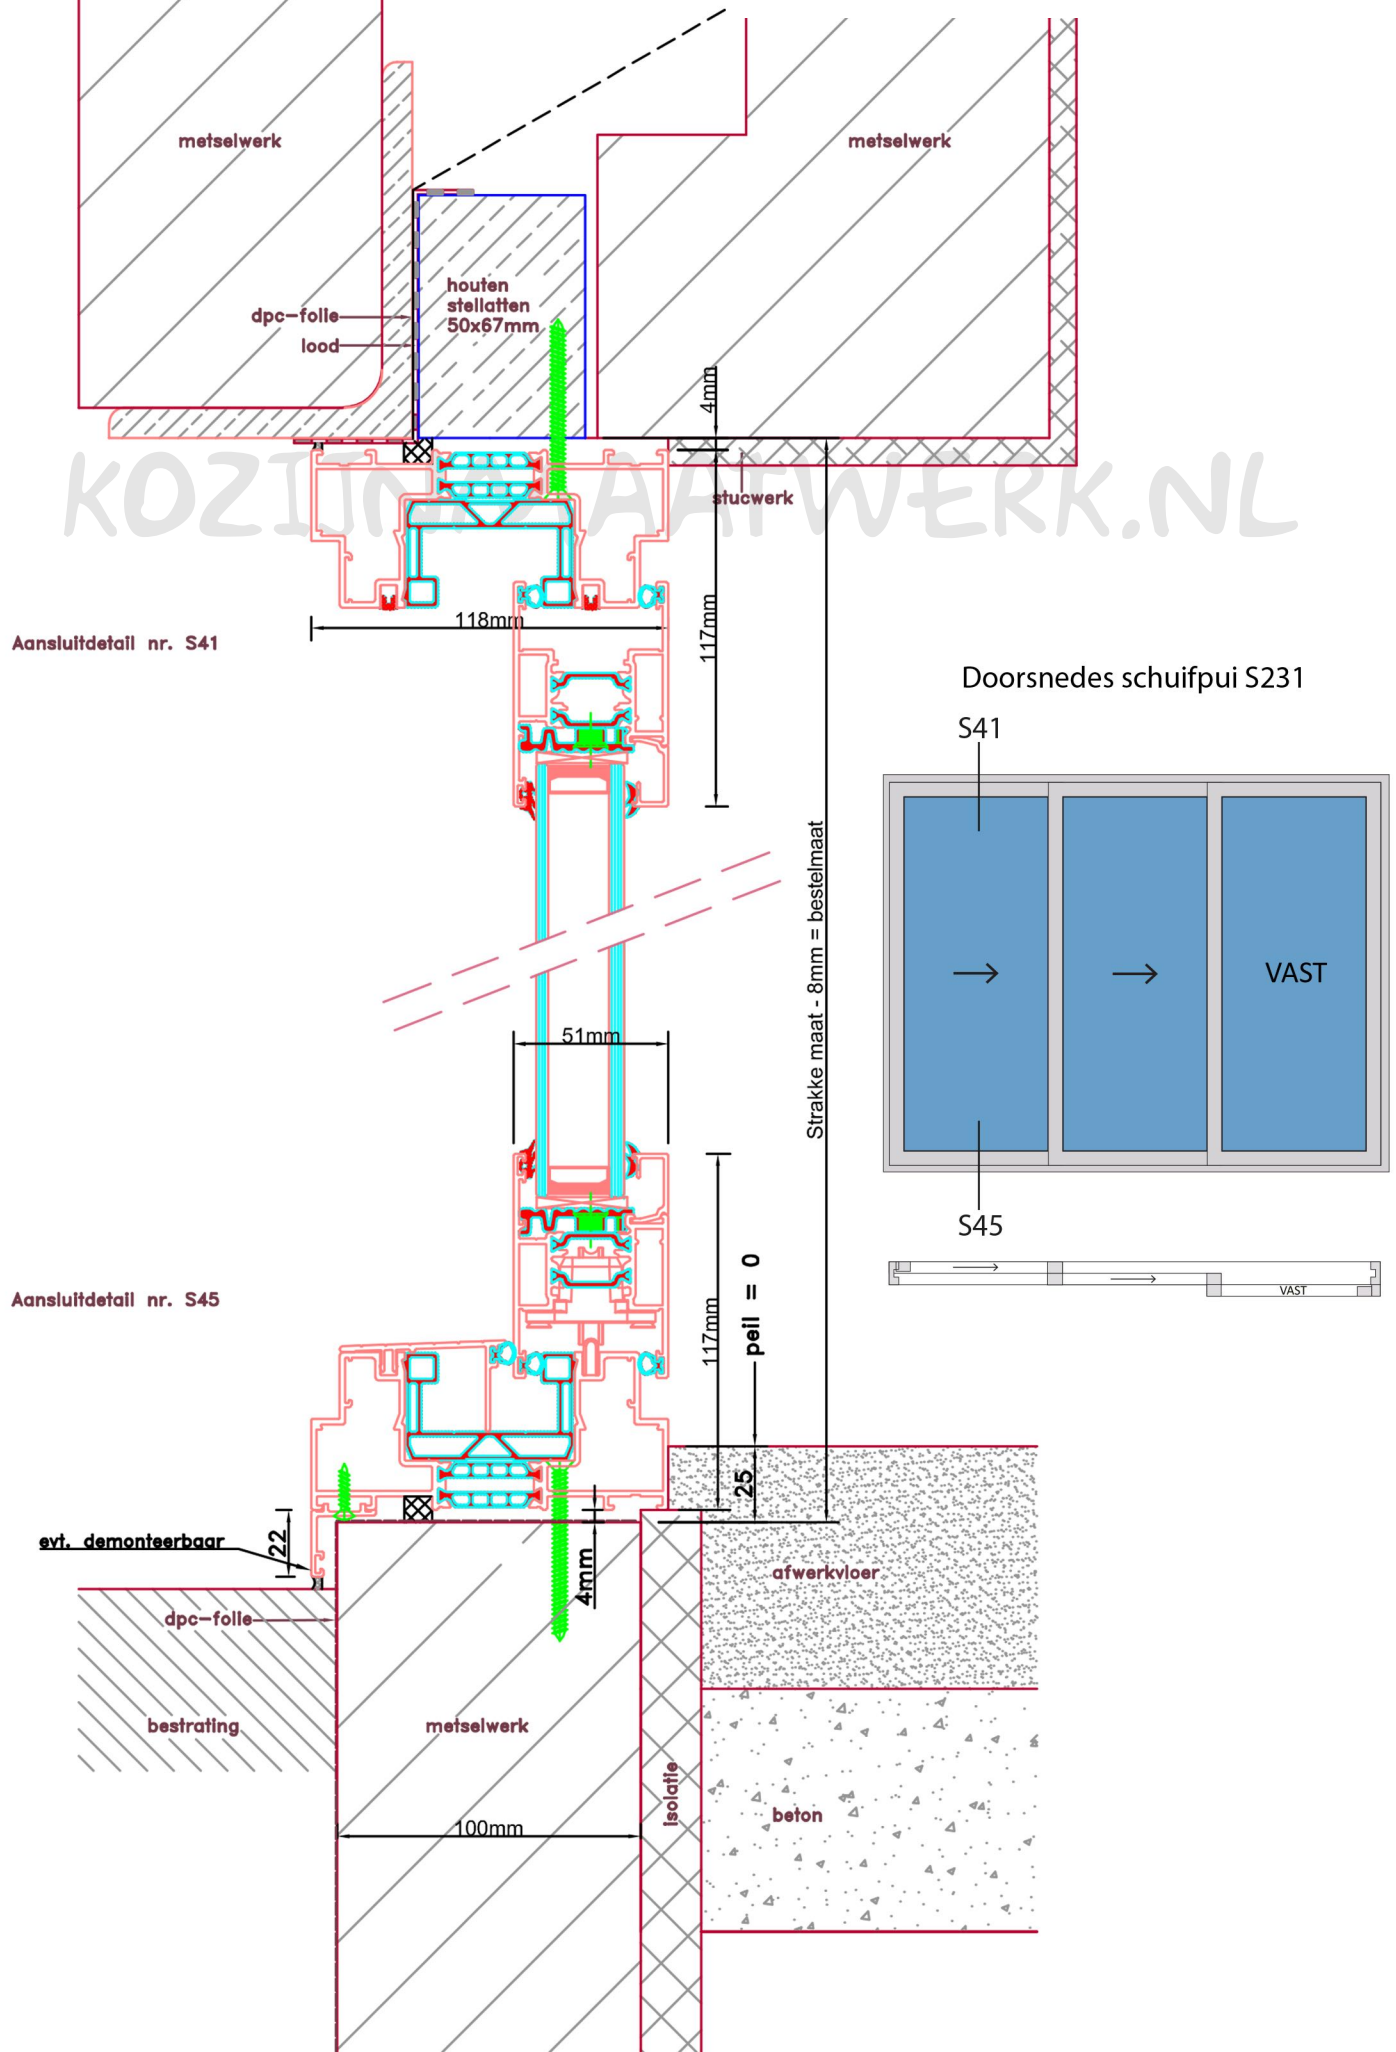 metselwerk
metselwerk
houten
stellatten
50x67mm
dpc-folie
lood
4mm
KOZIJNMAATWERK.NL
stucwerk
118mm
117mm
Aansluitdetail nr. S41
Doorsnedes schuifpui S231
S41
VAST
S45
VAST
Strakke maat - 8mm = bestelmaat
51mm
Aansluitdetail nr. S45
117mm
peil = 0
25
22
evt. demonteerbaar
4mm
afwerkvloer
dpc-folie
bestrating
metselwerk
isolatie
beton
100mm